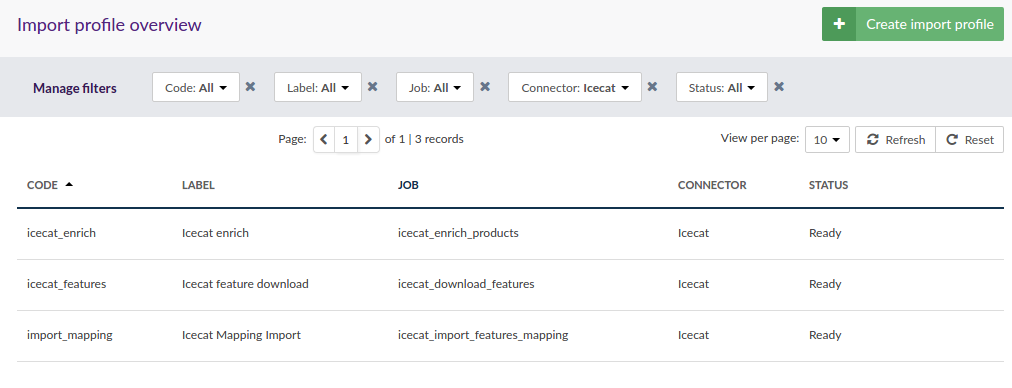 Import profile overview
+ Create import profile
Manage filters Code: All Label: All Job: All Connector: Icecat Status: All
Page: 1 of 1 | 3 records View per page: 10 Refresh Reset
CODE LABEL JOB CONNECTOR STATUS
icecat_enrich Icecat enrich icecat_enrich_products Icecat Ready
icecat_features Icecat feature download icecat_download_features Icecat Ready
import_mapping Icecat Mapping Import icecat_import_features_mapping Icecat Ready